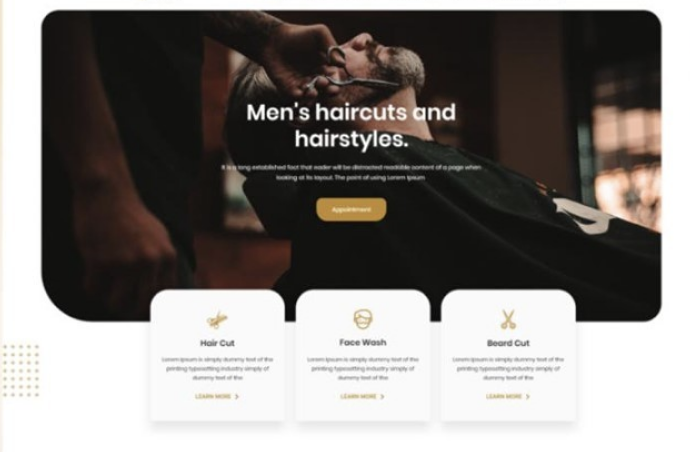 Men's haircuts and
hairstyles.
It is a long established fact that eader will be distracted readable content of a page when
looking at its layout. The point of using Lorem Ipsum
Appointment
Hair Cut
Lorem Ipsum is simply dummy text of the
printing typesetting industry simply of
dummy text of the
LEARN MORE
Face Wash
Lorem Ipsum is simply dummy text of the
printing typesetting industry simply of
dummy text of the
LEARN MORE
Beard Cut
Lorem Ipsum is simply dummy text of the
printing typesetting industry simply of
dummy text of the
LEARN MORE